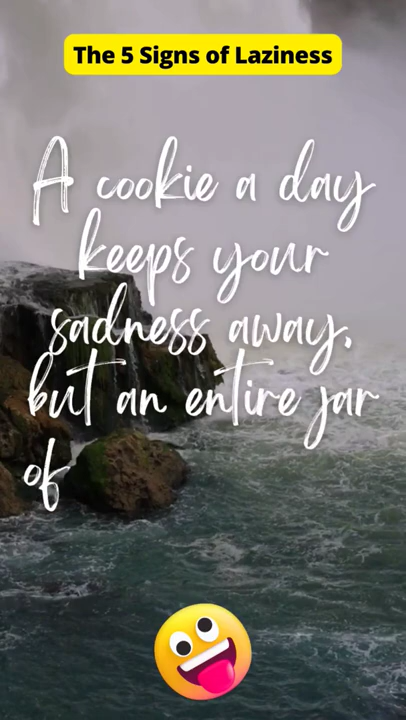 The 5 Signs of Laziness
A cookie a day
keeps your
sadness away,
but an entire jar
of